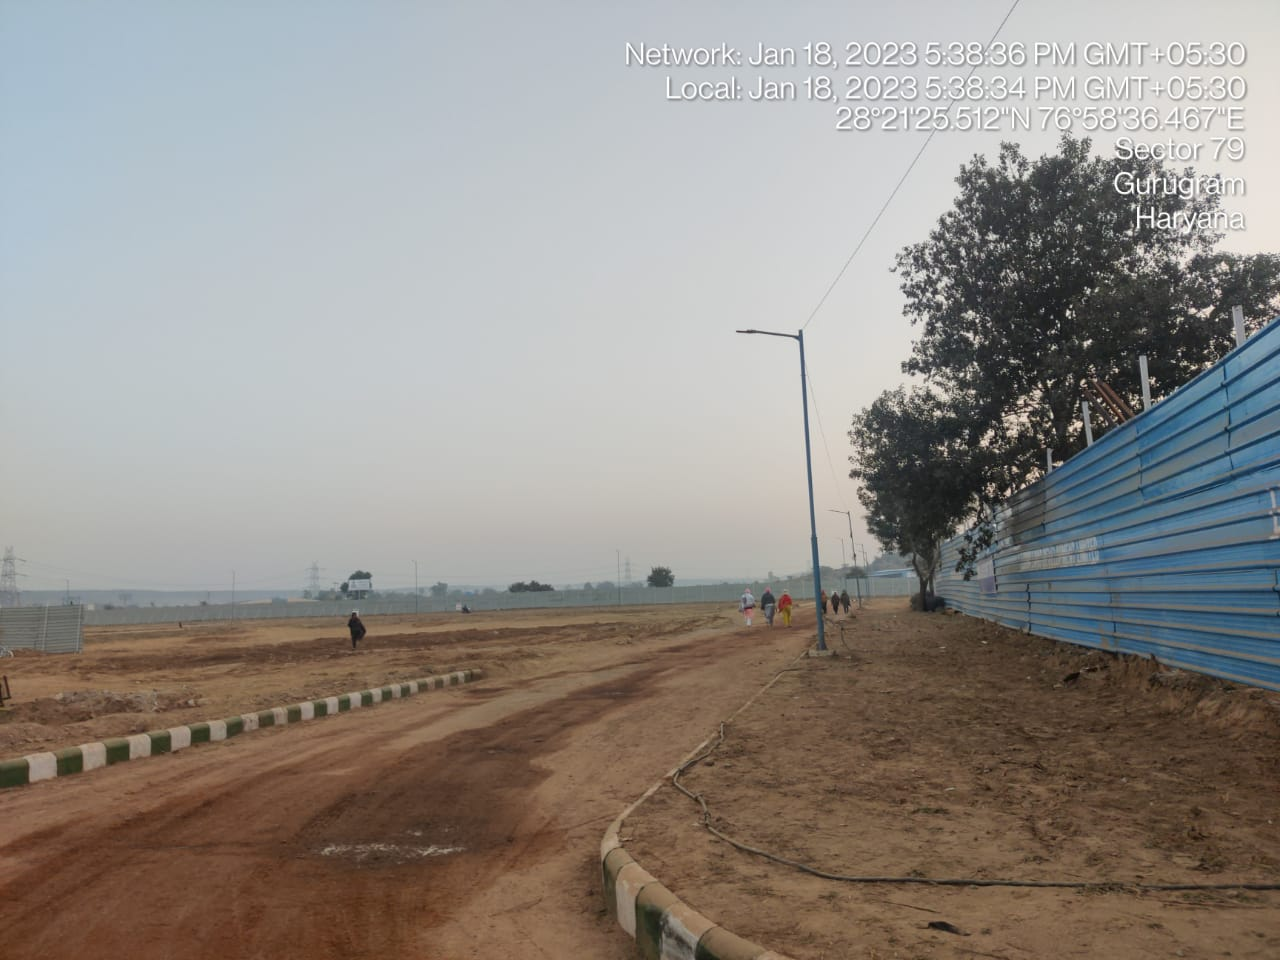 Network: Jan 18, 2023 5:38:36 PM GMT+05:30
Local: Jan 18, 2023 5:38:34 PM GMT+05:30
28°21'25.512"N 76°58'36.467"E
Sector 79
Gurugram
Haryana